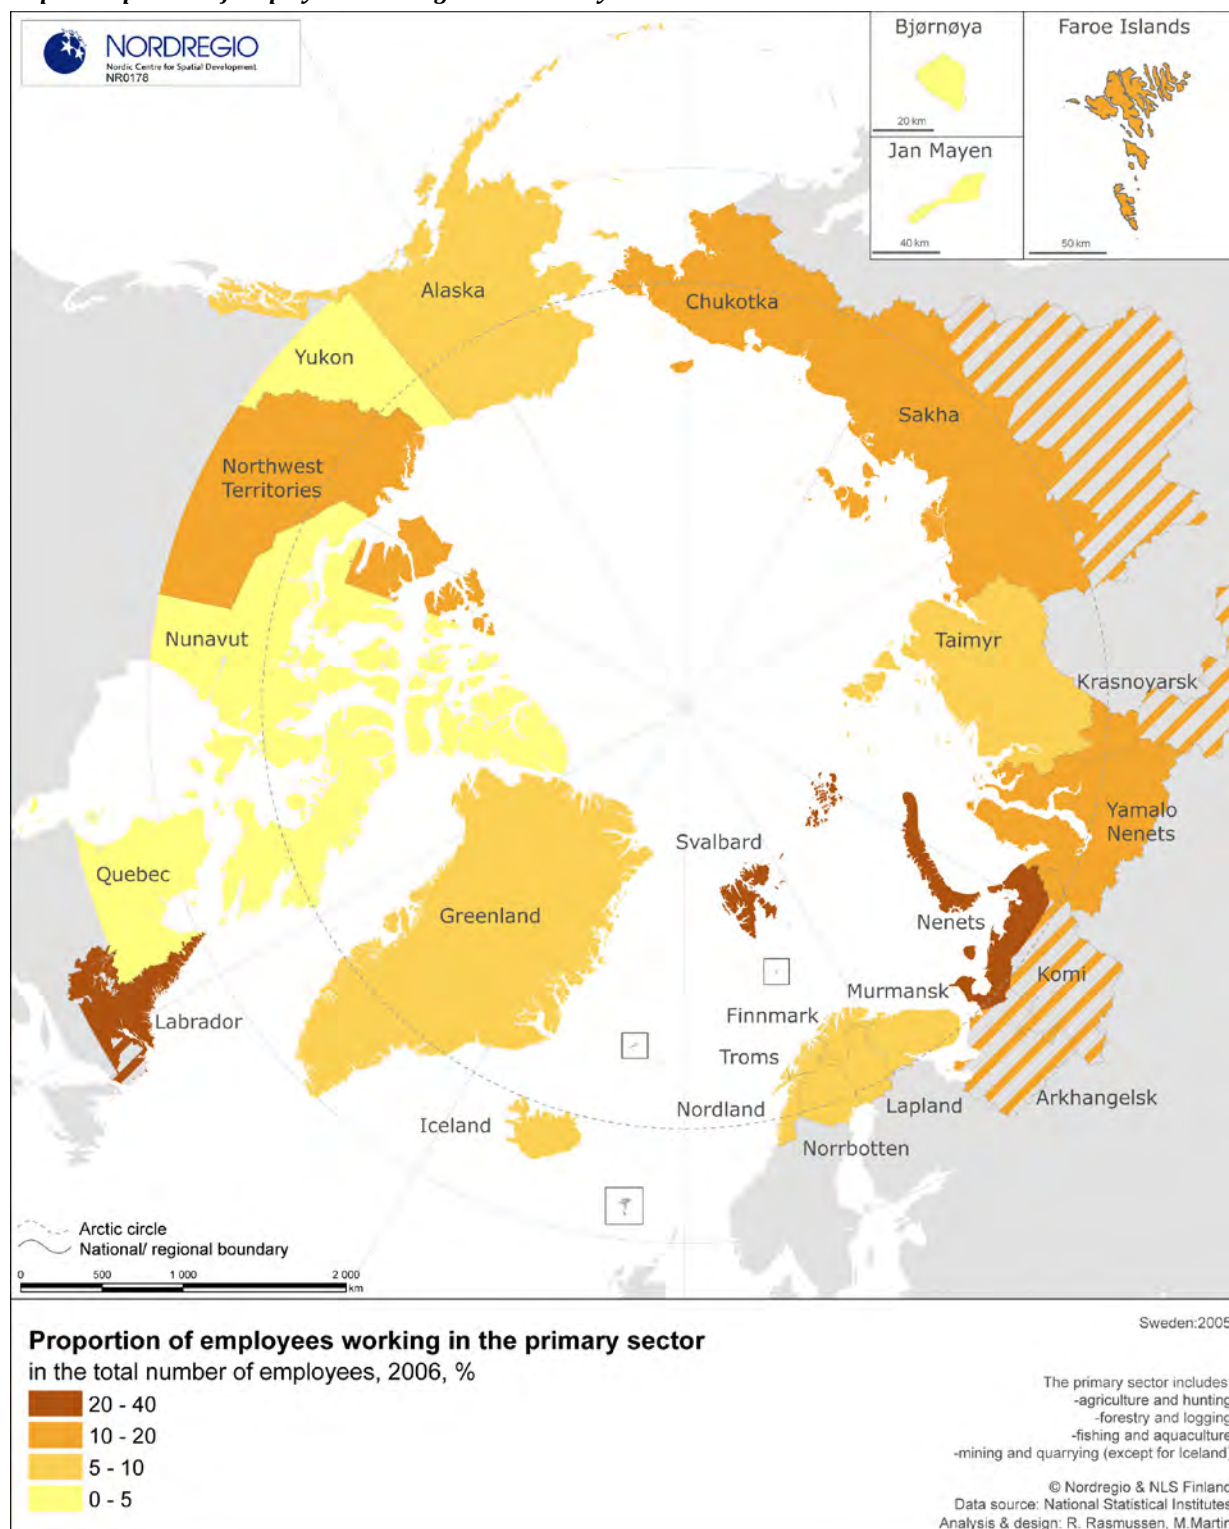 NORDREGIO
Nordic Centre for Spatial Development
NR0178
Bjørnøya
20 km
Jan Mayen
40 km
Faroe Islands
50 km
Alaska
Chukotka
Yukon
Sakha
Northwest
Territories
Nunavut
Taimyr
Krasnoyarsk
Yamalo
Nenets
Svalbard
Quebec
Greenland
Nenets
Komi
Murmansk
Labrador
Finnmark
Troms
Nordland
Lapland
Arkhangelsk
Iceland
Norrbotten
Arctic circle
National/ regional boundary
0 500 1 000 2 000
km
Proportion of employees working in the primary sector
in the total number of employees, 2006, %
20 - 40
10 - 20
5 - 10
0 - 5
Sweden:2005
The primary sector includes
-agriculture and hunting
-forestry and logging
-fishing and aquaculture
-mining and quarrying (except for Iceland)
© Nordregio & NLS Finland
Data source: National Statistical Institutes
Analysis & design: R. Rasmussen, M.Martin